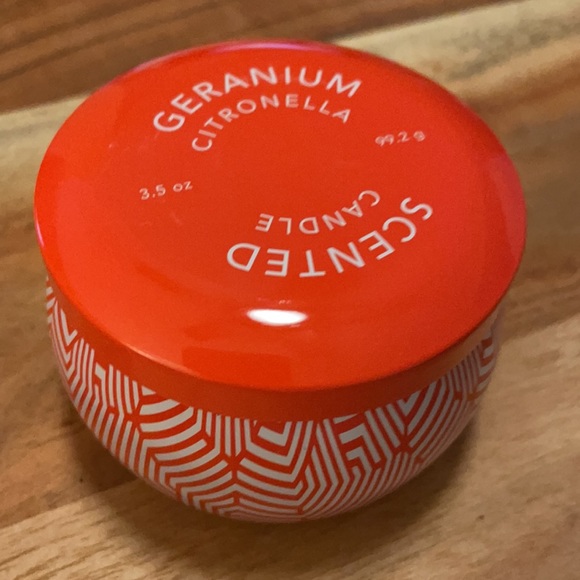 GERANIUM
CITRONELLA
3.5 oz
99.2 g
SCENTED
CANDLE